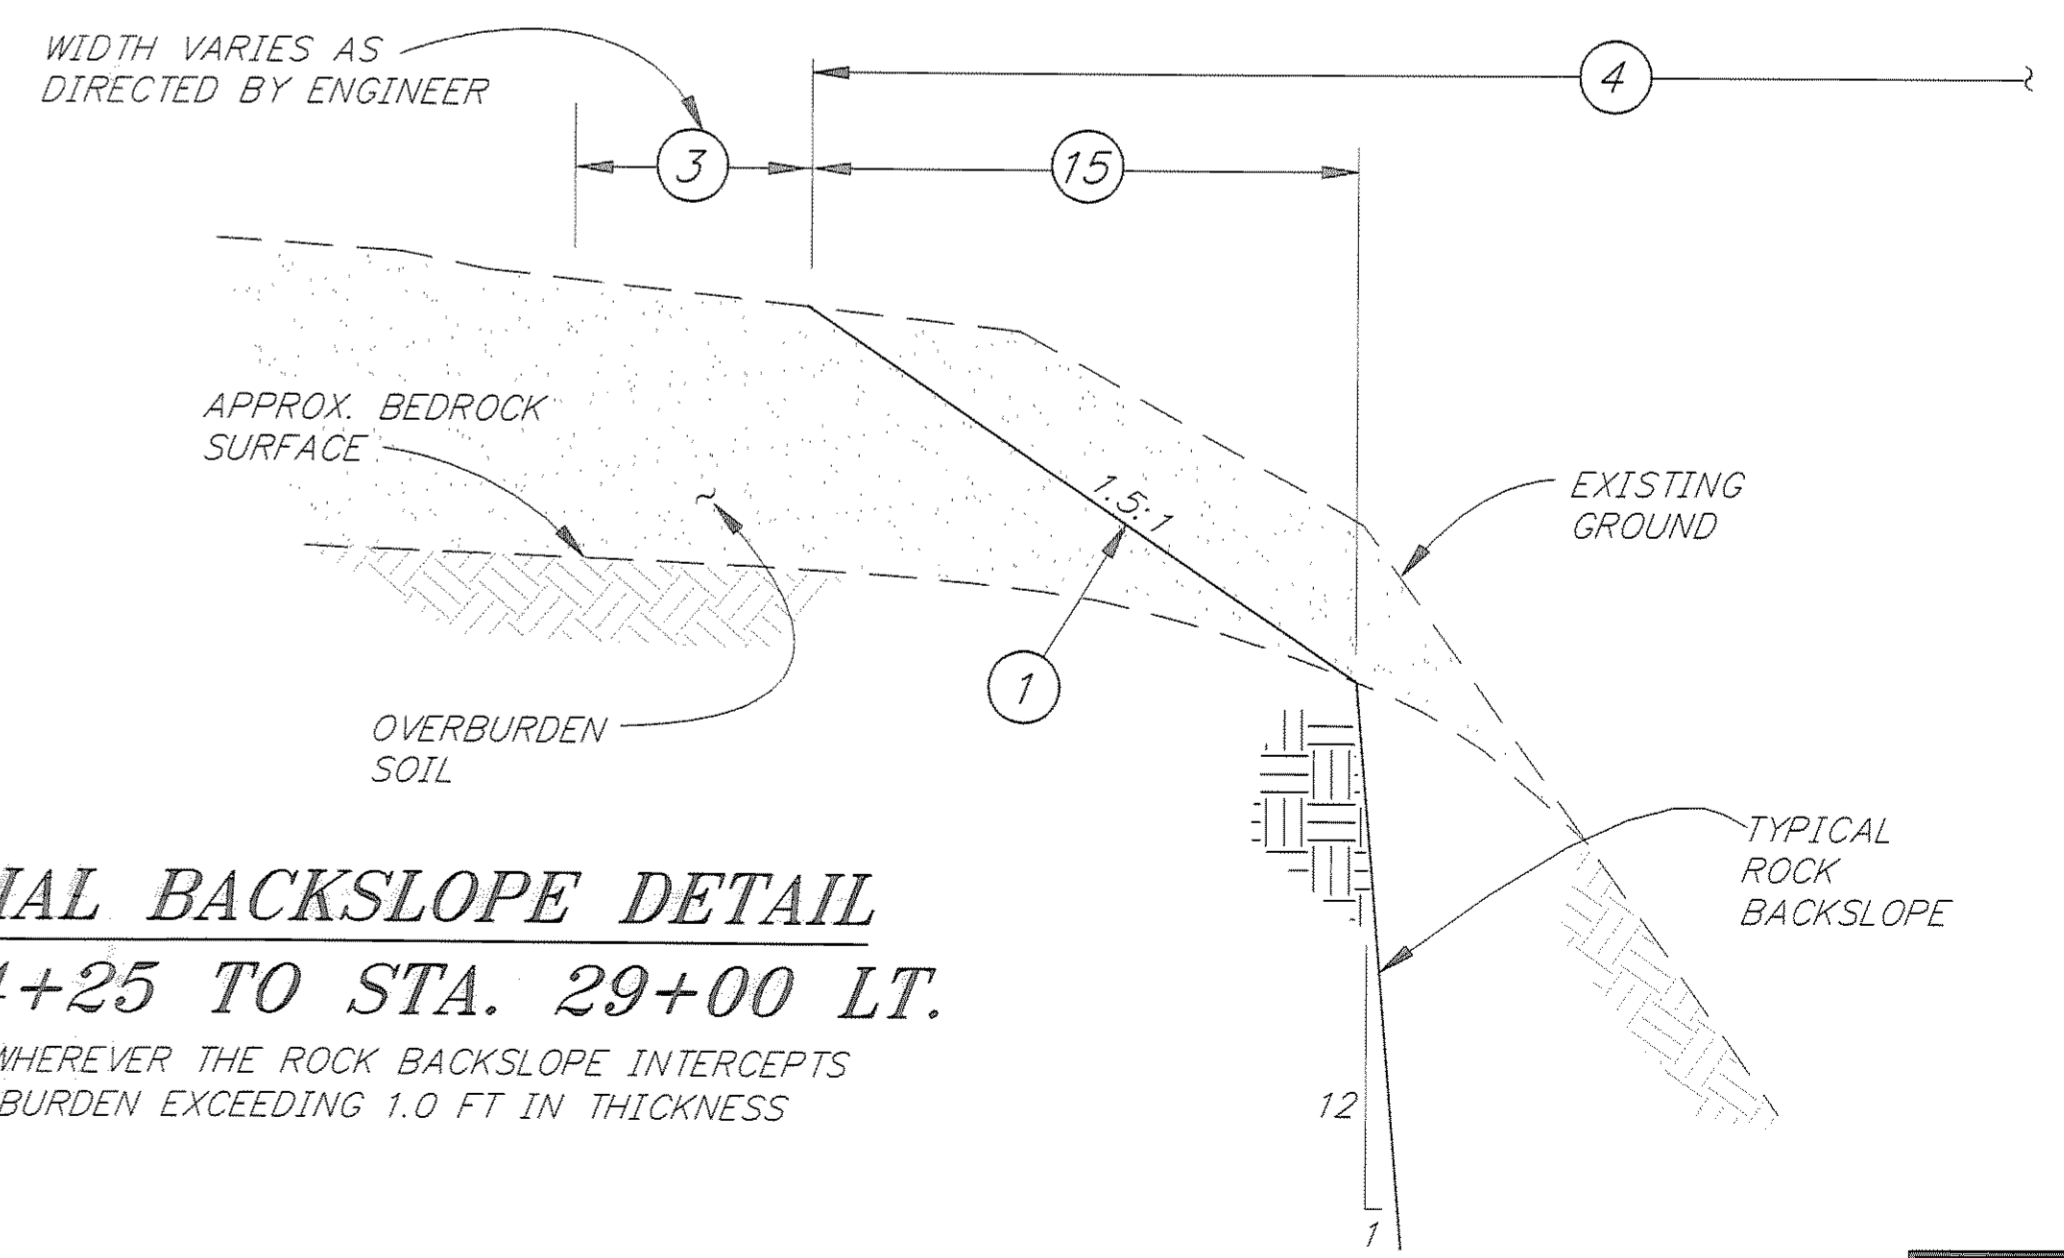 WIDTH VARIES AS
DIRECTED BY ENGINEER
4
3
15
APPROX. BEDROCK
SURFACE
1.5:1
EXISTING
GROUND
1
OVERBURDEN
SOIL
TYPICAL
ROCK
BACKSLOPE
BACKSLOPE DETAIL
+25 TO STA. 29+00 LT.
WHEREVER THE ROCK BACKSLOPE INTERCEPTS
BURDEN EXCEEDING 1.0 FT IN THICKNESS
12
1